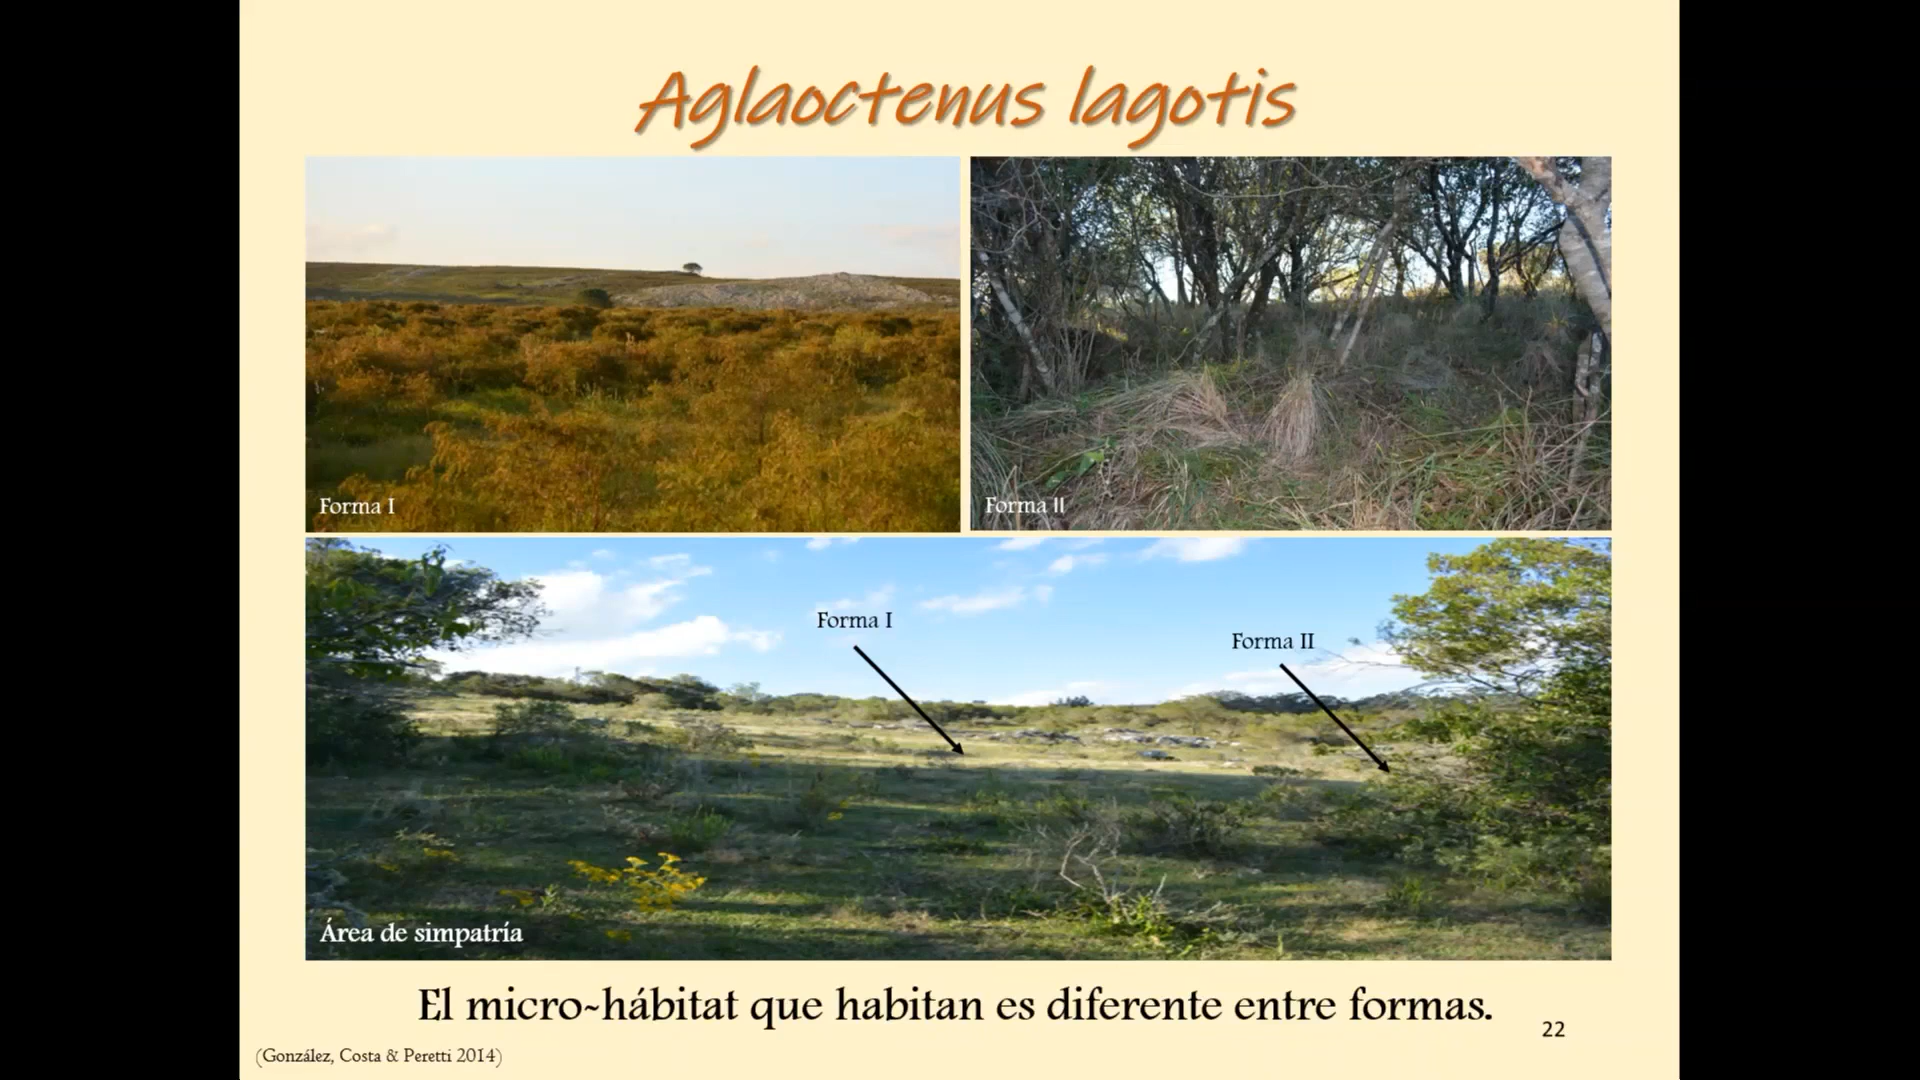 Aglaoctenus lagotis
Forma I
Forma II
Forma I
Forma II
Área de simpatría
El micro-hábitat que habitan es diferente entre formas.
22
(González, Costa & Peretti 2014)